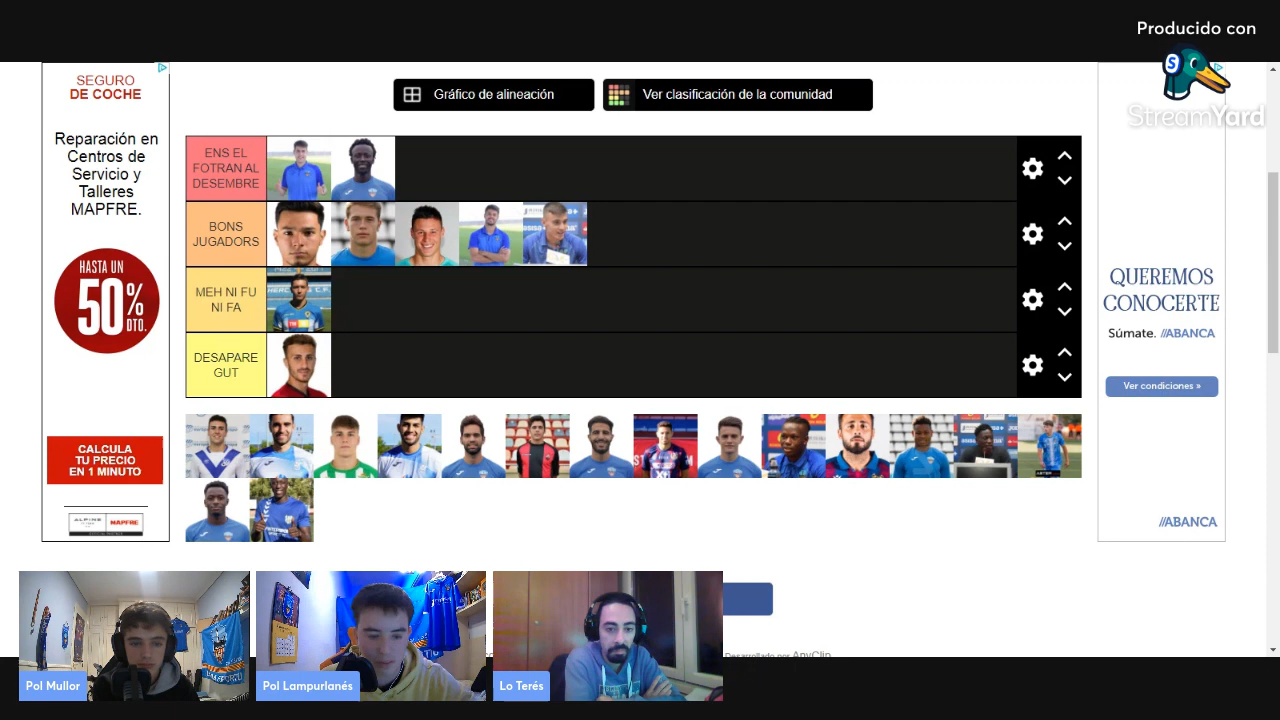 Producido con
StreamYard
SEGURO
DE COCHE
Reparación en
Centros de
Servicio y
Talleres
MAPFRE.
HASTA UN
50%
DTO.
CALCULA
TU PRECIO
EN 1 MINUTO
MAPFRE
Gráfico de alineación
Ver clasificación de la comunidad
ENS EL
FOTRAN AL
DESEMBRE
BONS
JUGADORS
MEH NI FU
NI FA
DESAPARE
GUT
QUEREMOS
CONOCERTE
Súmate. //ABANCA
Ver condiciones »
//ABANCA
Desarrollado por AnyClip
Pol Mullor
Pol Lampurlanés
Lo Terés